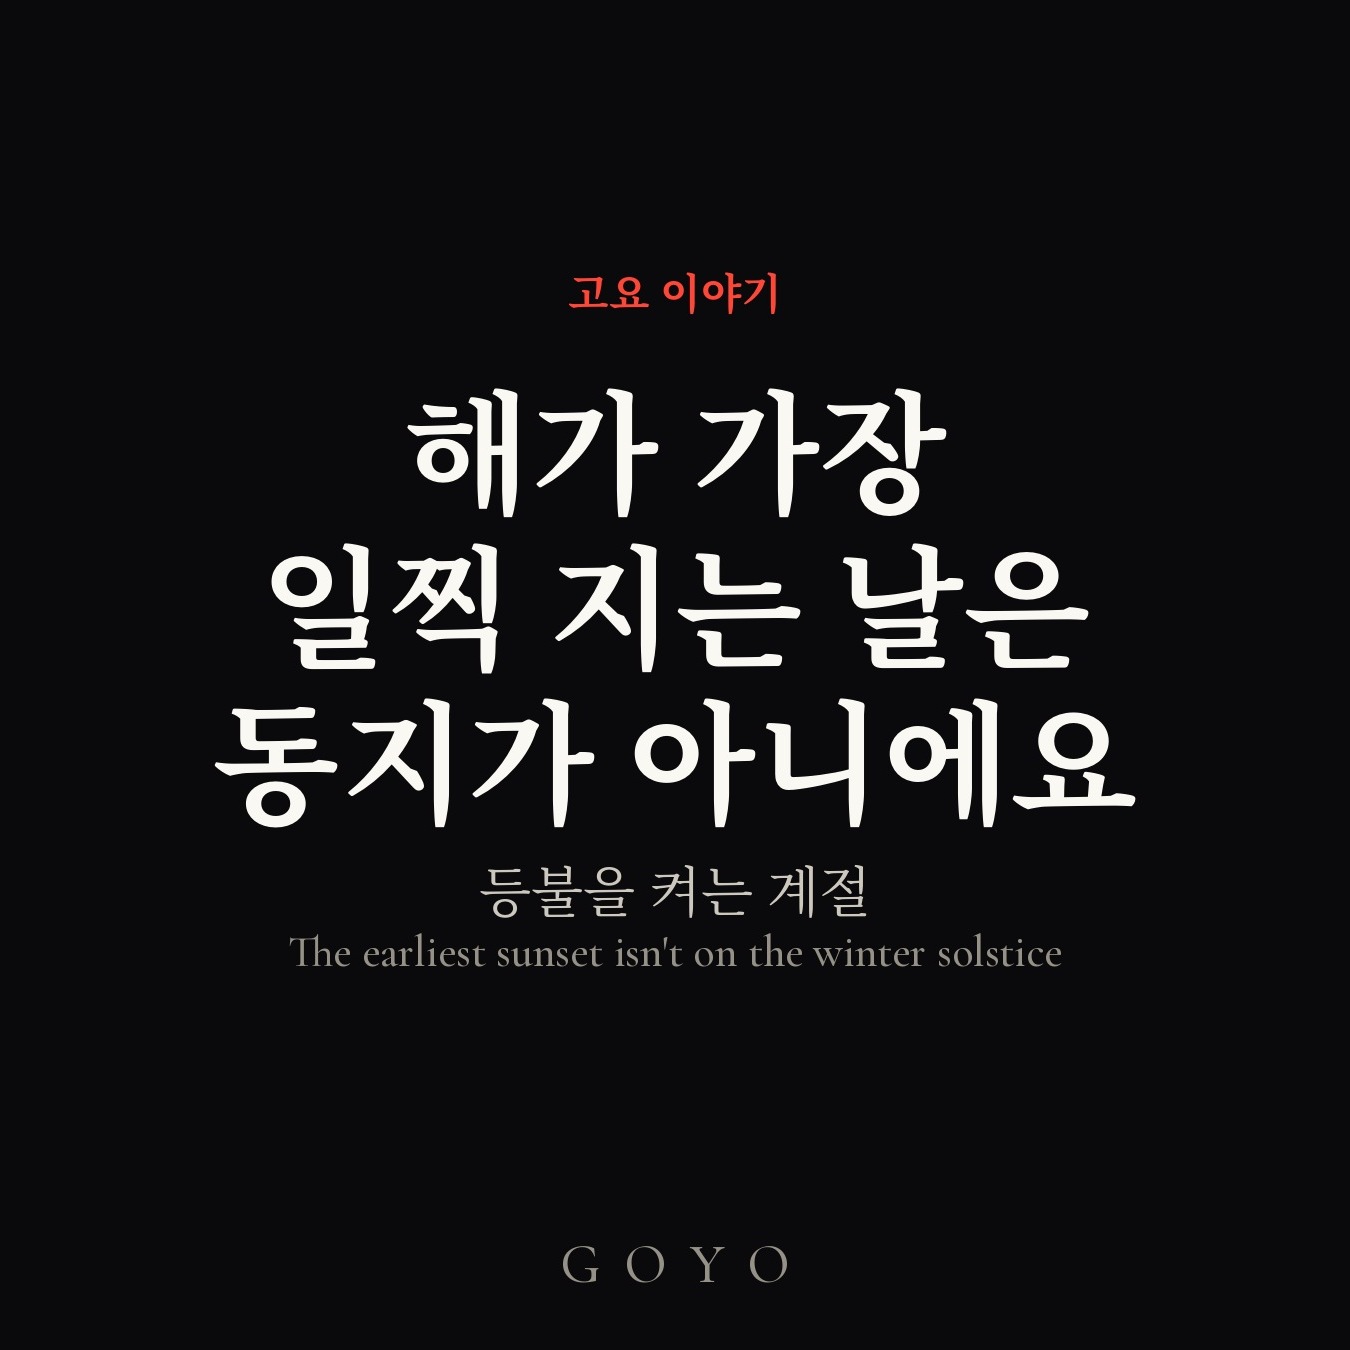 고요 이야기
해가 가장
일찍 지는 날은
동지가 아니에요
등불을 켜는 계절
The earliest sunset isn't on the winter solstice
GOYO